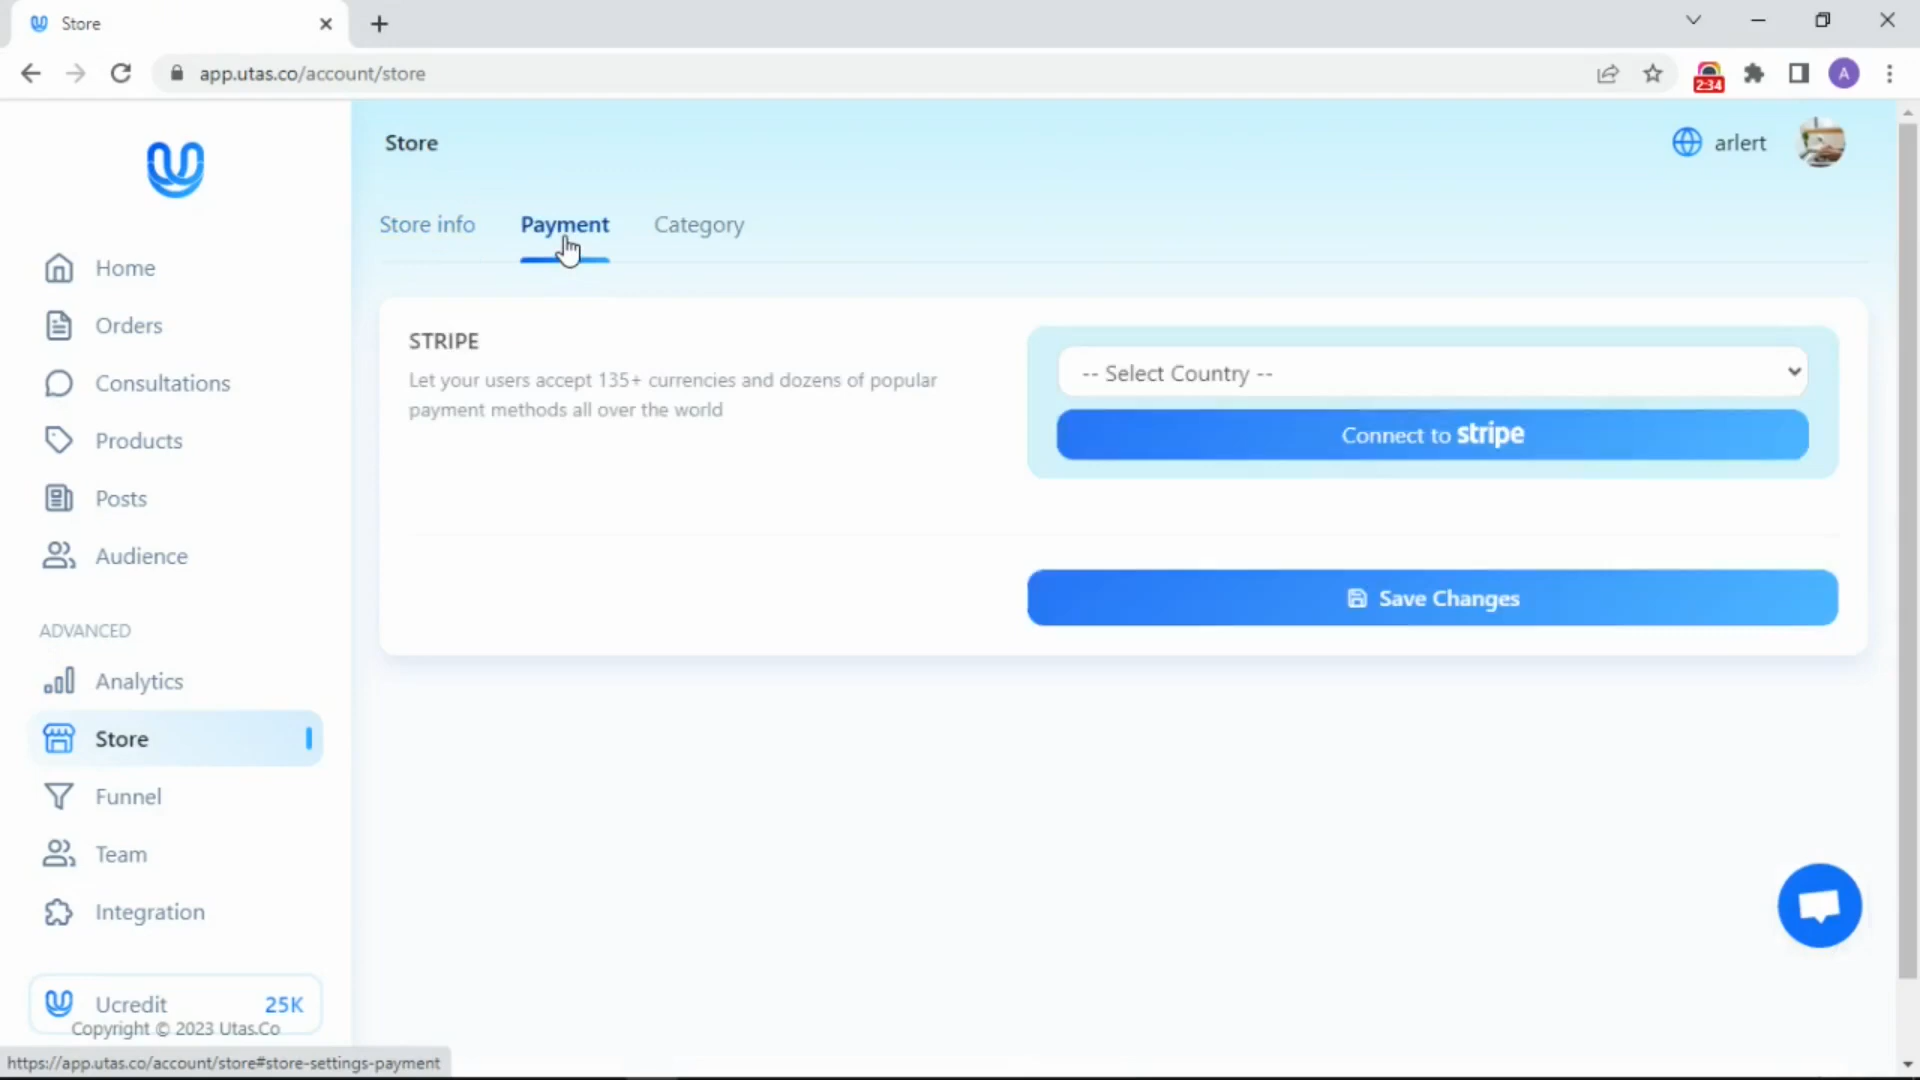 Store
app.utas.co/account/store
2:34
A
Store
arlert
Store info
Payment
Category
Home
Orders
Consultations
Products
Posts
Audience
ADVANCED
Analytics
Store
Funnel
Team
Integration
Ucredit 25K
Copyright © 2023 Utas.Co
STRIPE
Let your users accept 135+ currencies and dozens of popular
payment methods all over the world
-- Select Country --
Connect to stripe
Save Changes
https://app.utas.co/account/store#store-settings-payment